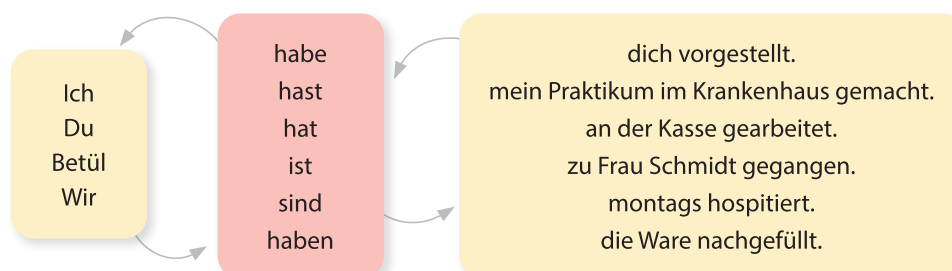 Ich
Du
Betül
Wir
habe
hast
hat
ist
sind
haben
dich vorgestellt.
mein Praktikum im Krankenhaus gemacht.
an der Kasse gearbeitet.
zu Frau Schmidt gegangen.
montags hospitiert.
die Ware nachgefüllt.